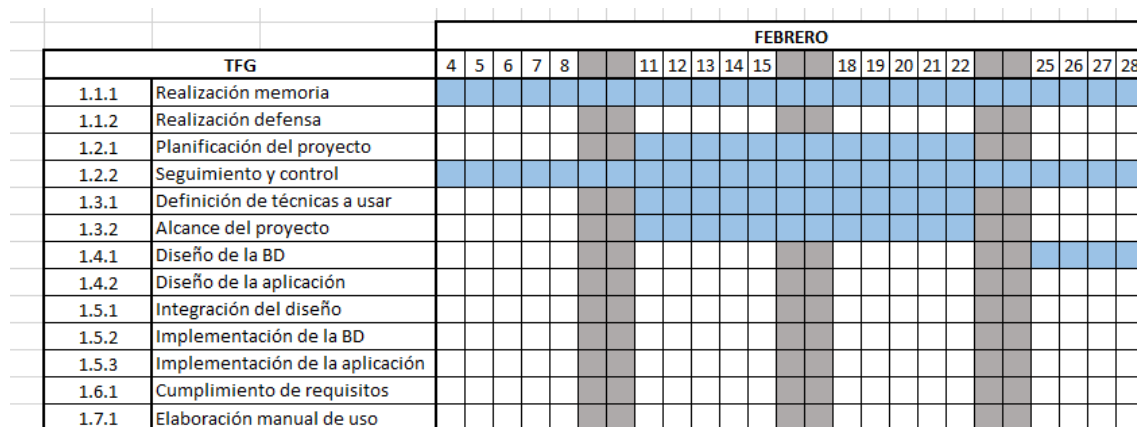 FEBRERO
TFG 4 5 6 7 8 11 12 13 14 15 18 19 20 21 22 25 26 27 28
1.1.1 Realización memoria
1.1.2 Realización defensa
1.2.1 Planificación del proyecto
1.2.2 Seguimiento y control
1.3.1 Definición de técnicas a usar
1.3.2 Alcance del proyecto
1.4.1 Diseño de la BD
1.4.2 Diseño de la aplicación
1.5.1 Integración del diseño
1.5.2 Implementación de la BD
1.5.3 Implementación de la aplicación
1.6.1 Cumplimiento de requisitos
1.7.1 Elaboración manual de uso